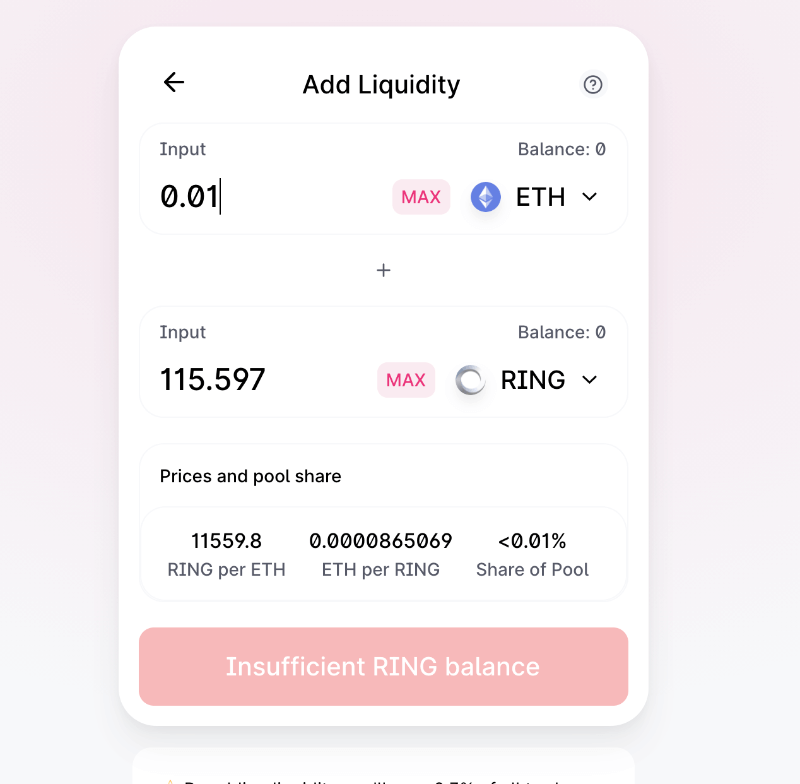 Add Liquidity
Input Balance: 0
0.01 MAX ETH
+
Input Balance: 0
115.597 MAX RING
Prices and pool share
11559.8 0.0000865069 <0.01%
RING per ETH ETH per RING Share of Pool
Insufficient RING balance